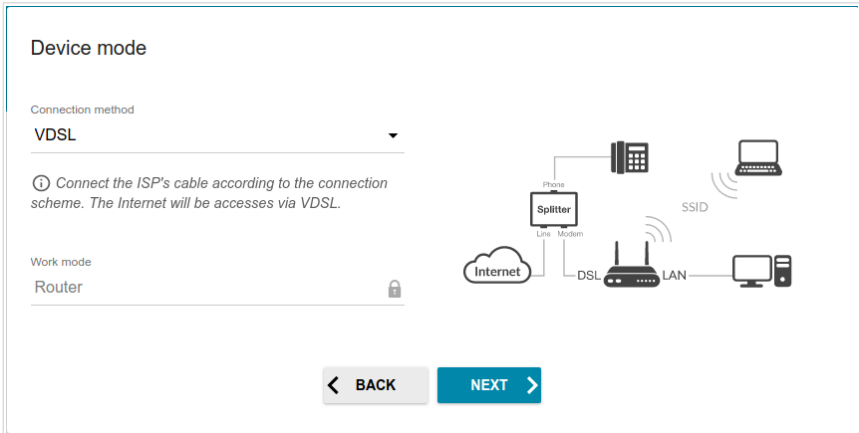 Device mode
Connection method
VDSL
Connect the ISP's cable according to the connection
scheme. The Internet will be accesses via VDSL.
Work mode
Router
Phone
Splitter
Line Modem
SSID
Internet
DSL
LAN
BACK
NEXT